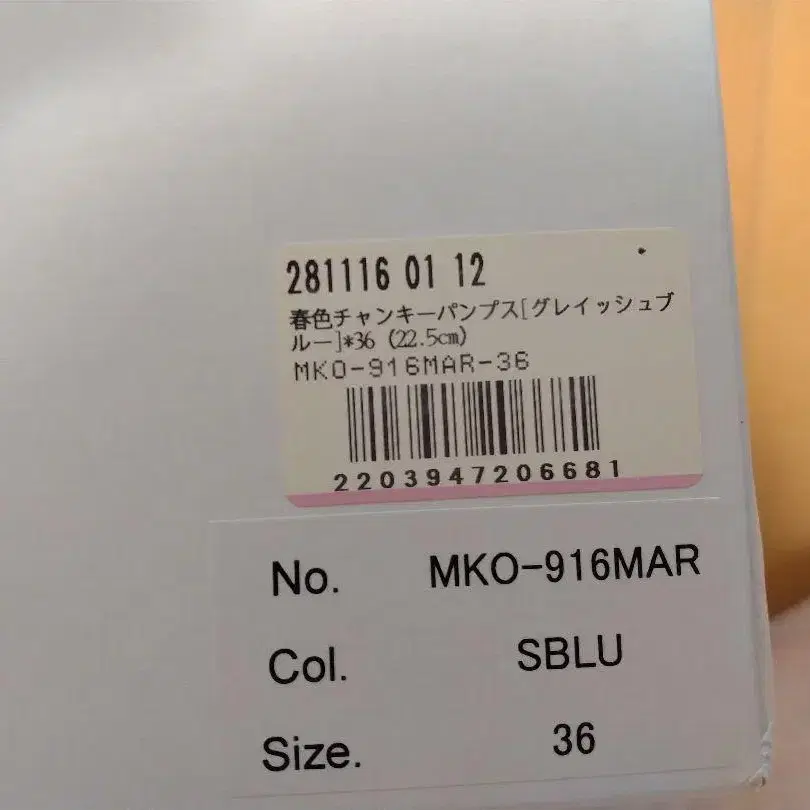 281116 01 12
春色チャンキーパンプス[グレイッシュブ
ルー]*36 (22.5cm)
MKO-916MAR-36
2203947206681
No. MKO-916MAR
Col. SBLU
Size. 36